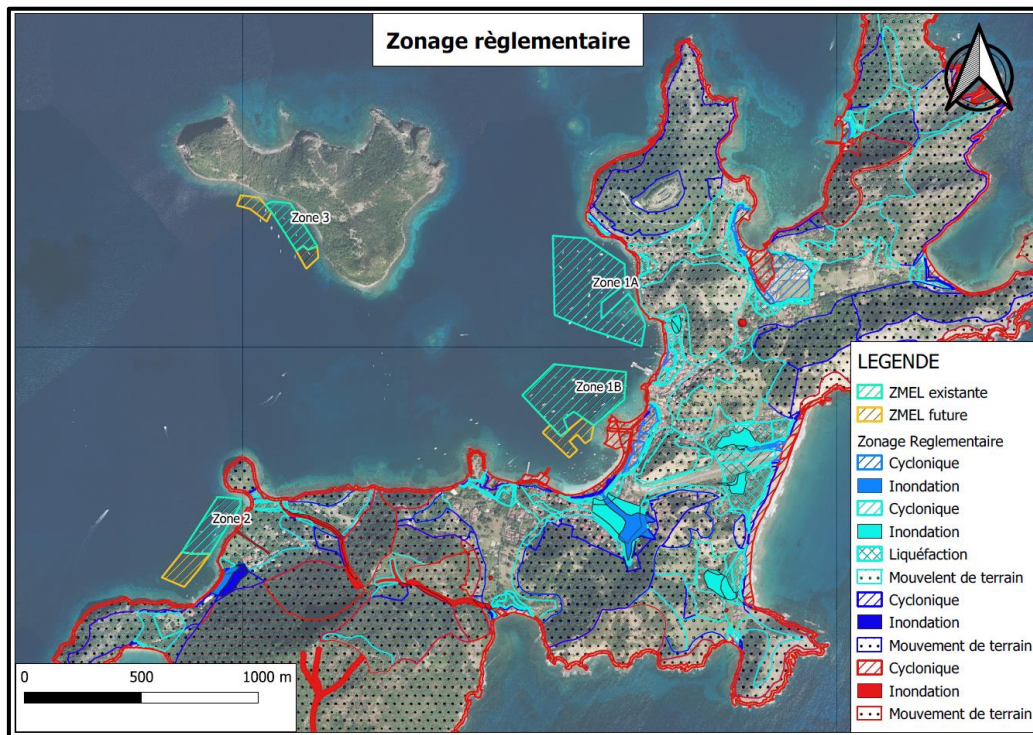 Zonage règlementaire
Zone 3
Zone 1A
Zone 1B
Zone 2
LEGENDE
ZMEL existante
ZMEL future
Zonage Reglementaire
Cyclonique
Inondation
Cyclonique
Inondation
Liquéfaction
Mouvelent de terrain
Cyclonique
Inondation
Mouvement de terrain
Cyclonique
Inondation
Mouvement de terrain
0 500 1000 m